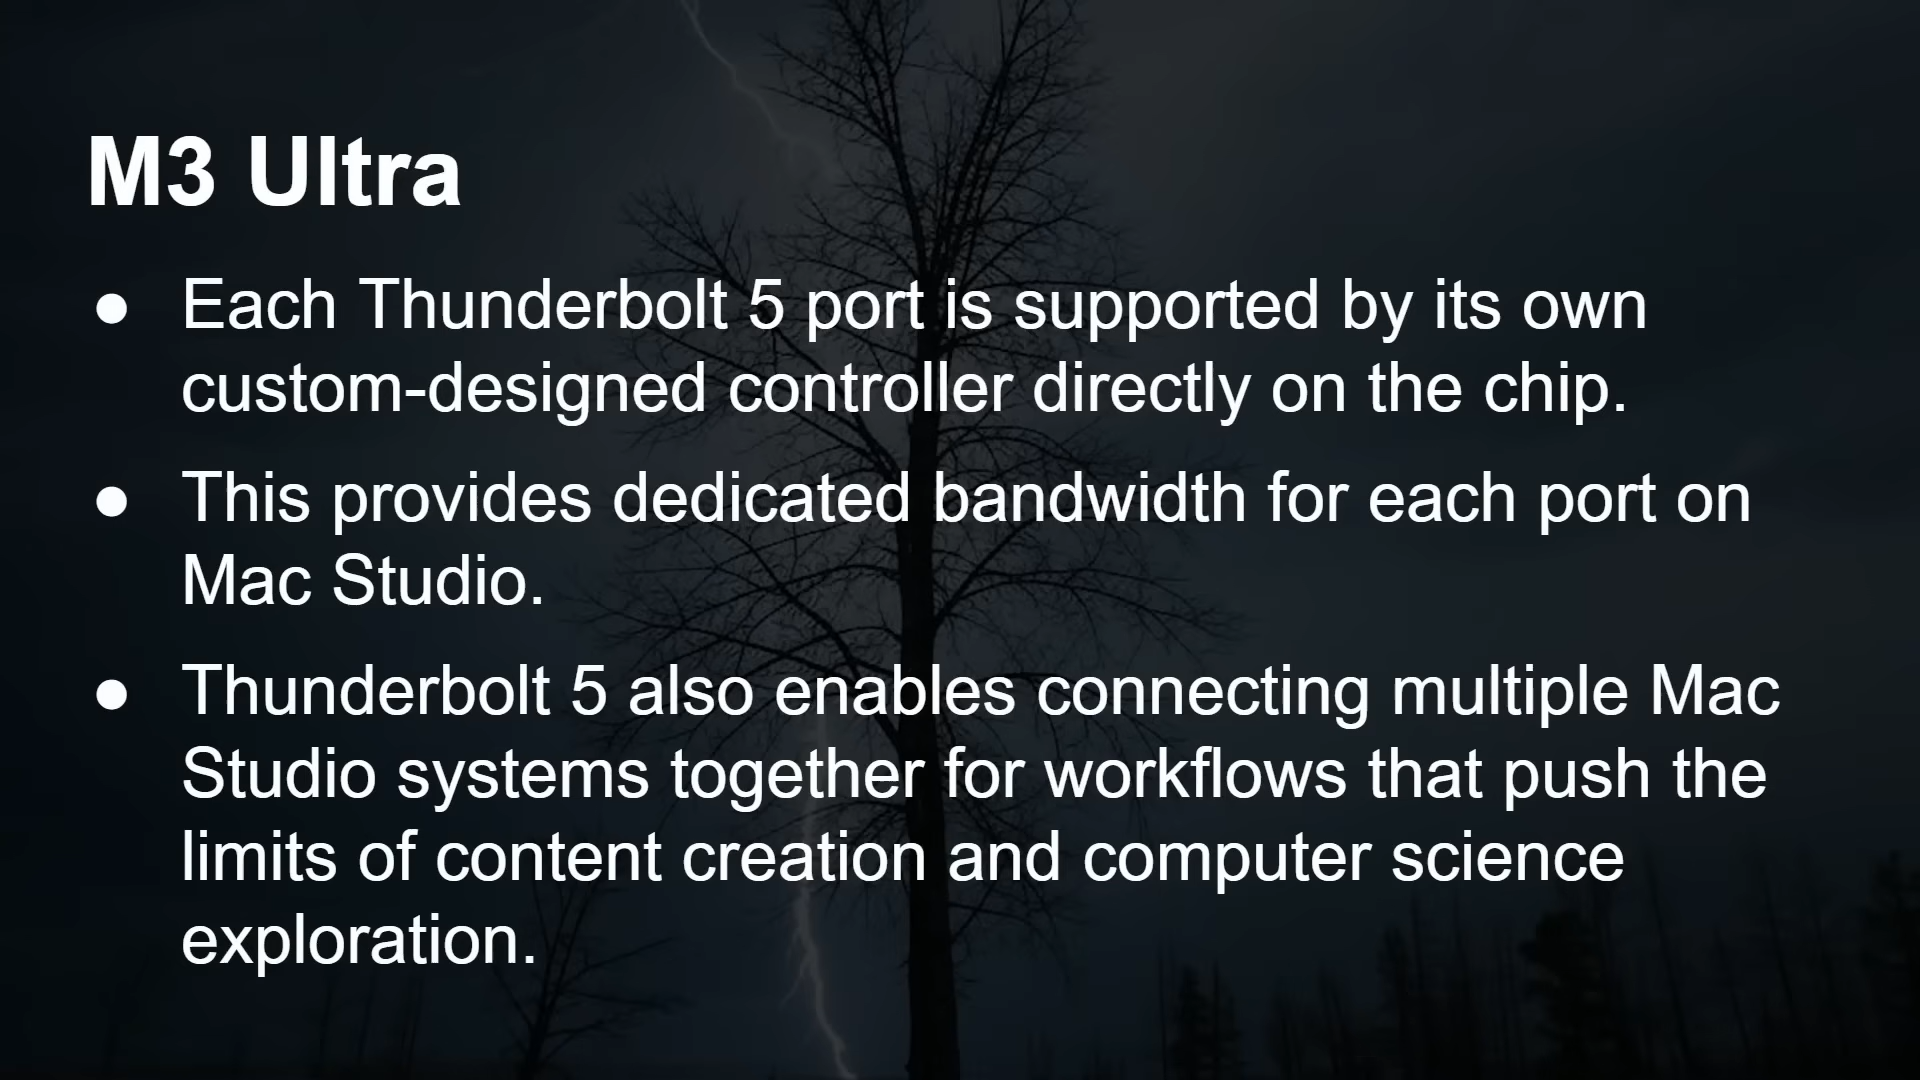 M3 Ultra
● Each Thunderbolt 5 port is supported by its own
custom-designed controller directly on the chip.
● This provides dedicated bandwidth for each port on
Mac Studio.
● Thunderbolt 5 also enables connecting multiple Mac
Studio systems together for workflows that push the
limits of content creation and computer science
exploration.